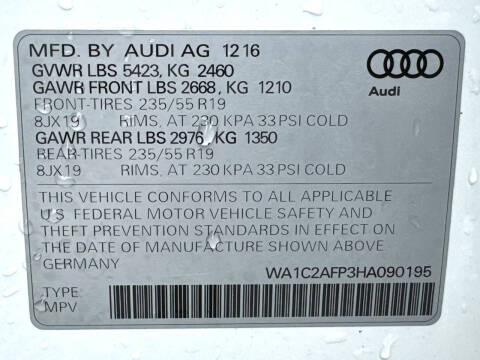 MFD. BY AUDI AG 12 16
GVWR LBS 5423, KG 2460
GAWR FRONT LBS 2668, KG 1210
FRONT-TIRES 235/55 R19
8JX19 RIMS, AT 230 KPA 33 PSI COLD
GAWR REAR LBS 2976, KG 1350
REAR-TIRES 235/55 R19
8JX19 RIMS, AT 230 KPA 33 PSI COLD
Audi
THIS VEHICLE CONFORMS TO ALL APPLICABLE
U.S. FEDERAL MOTOR VEHICLE SAFETY AND
THEFT PREVENTION STANDARDS IN EFFECT ON
THE DATE OF MANUFACTURE SHOWN ABOVE.
GERMANY
WA1C2AFP3HA090195
TYPE:
MPV